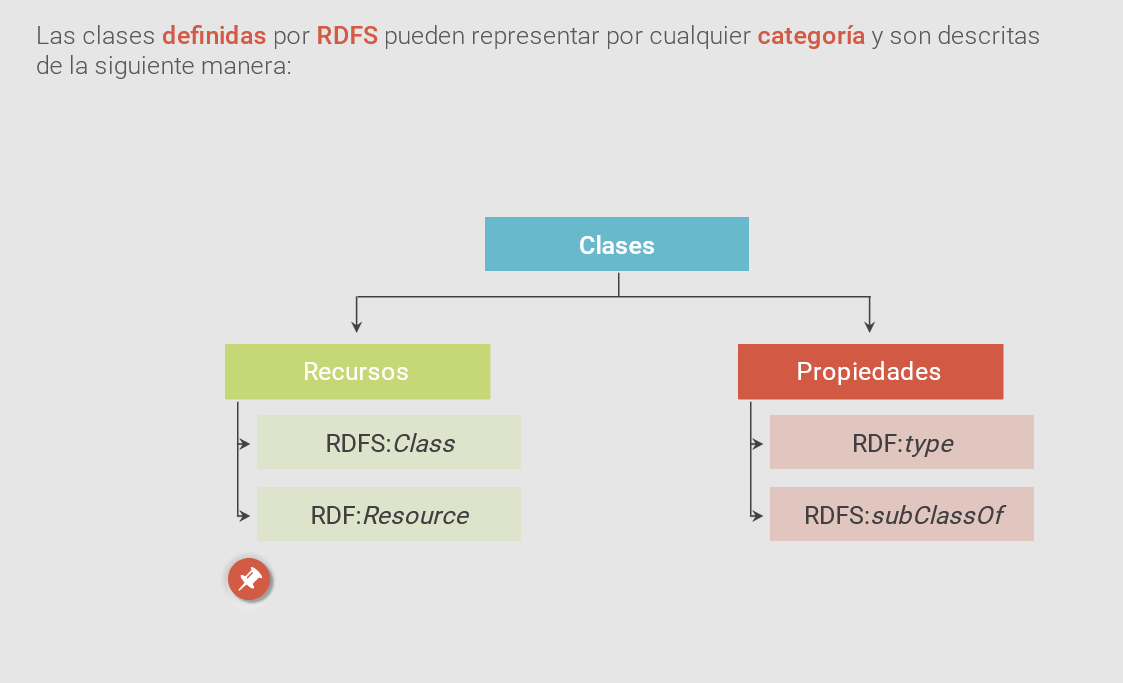 Las clases definidas por RDFS pueden representar por cualquier categoría y son descritas
de la siguiente manera:
Clases
Recursos
RDFS:Class
RDF:Resource
Propiedades
RDF:type
RDFS:subClassOf